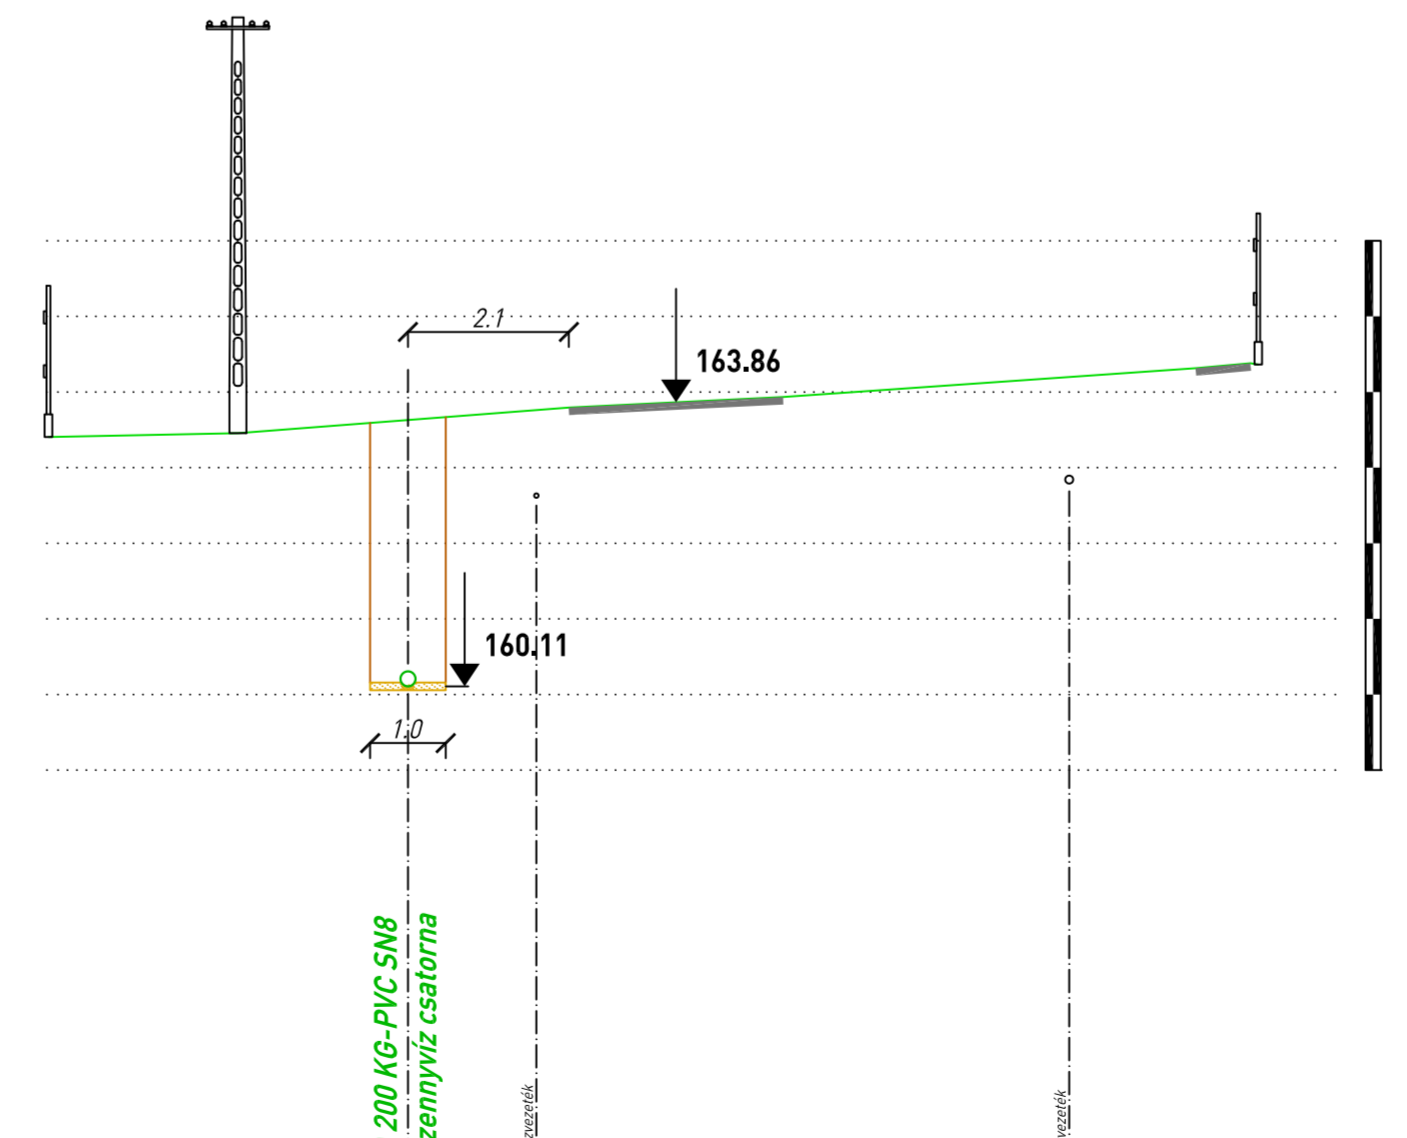 2.1
163.86
160.11
1.0
200 KG-PVC SN8
zennyvíz csatorna
zvezeték
vezeték